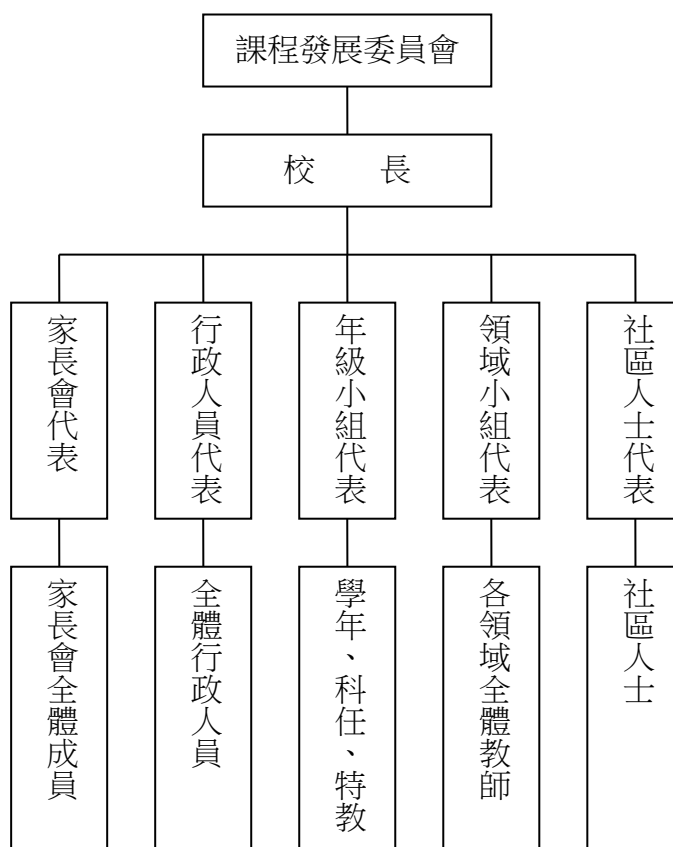 課程發展委員會
校　　長
家長會代表
行政人員代表
年級小組代表
領域小組代表
社區人士代表
家長會全體成員
全體行政人員
學年、科任、特教
各領域全體教師
社區人士